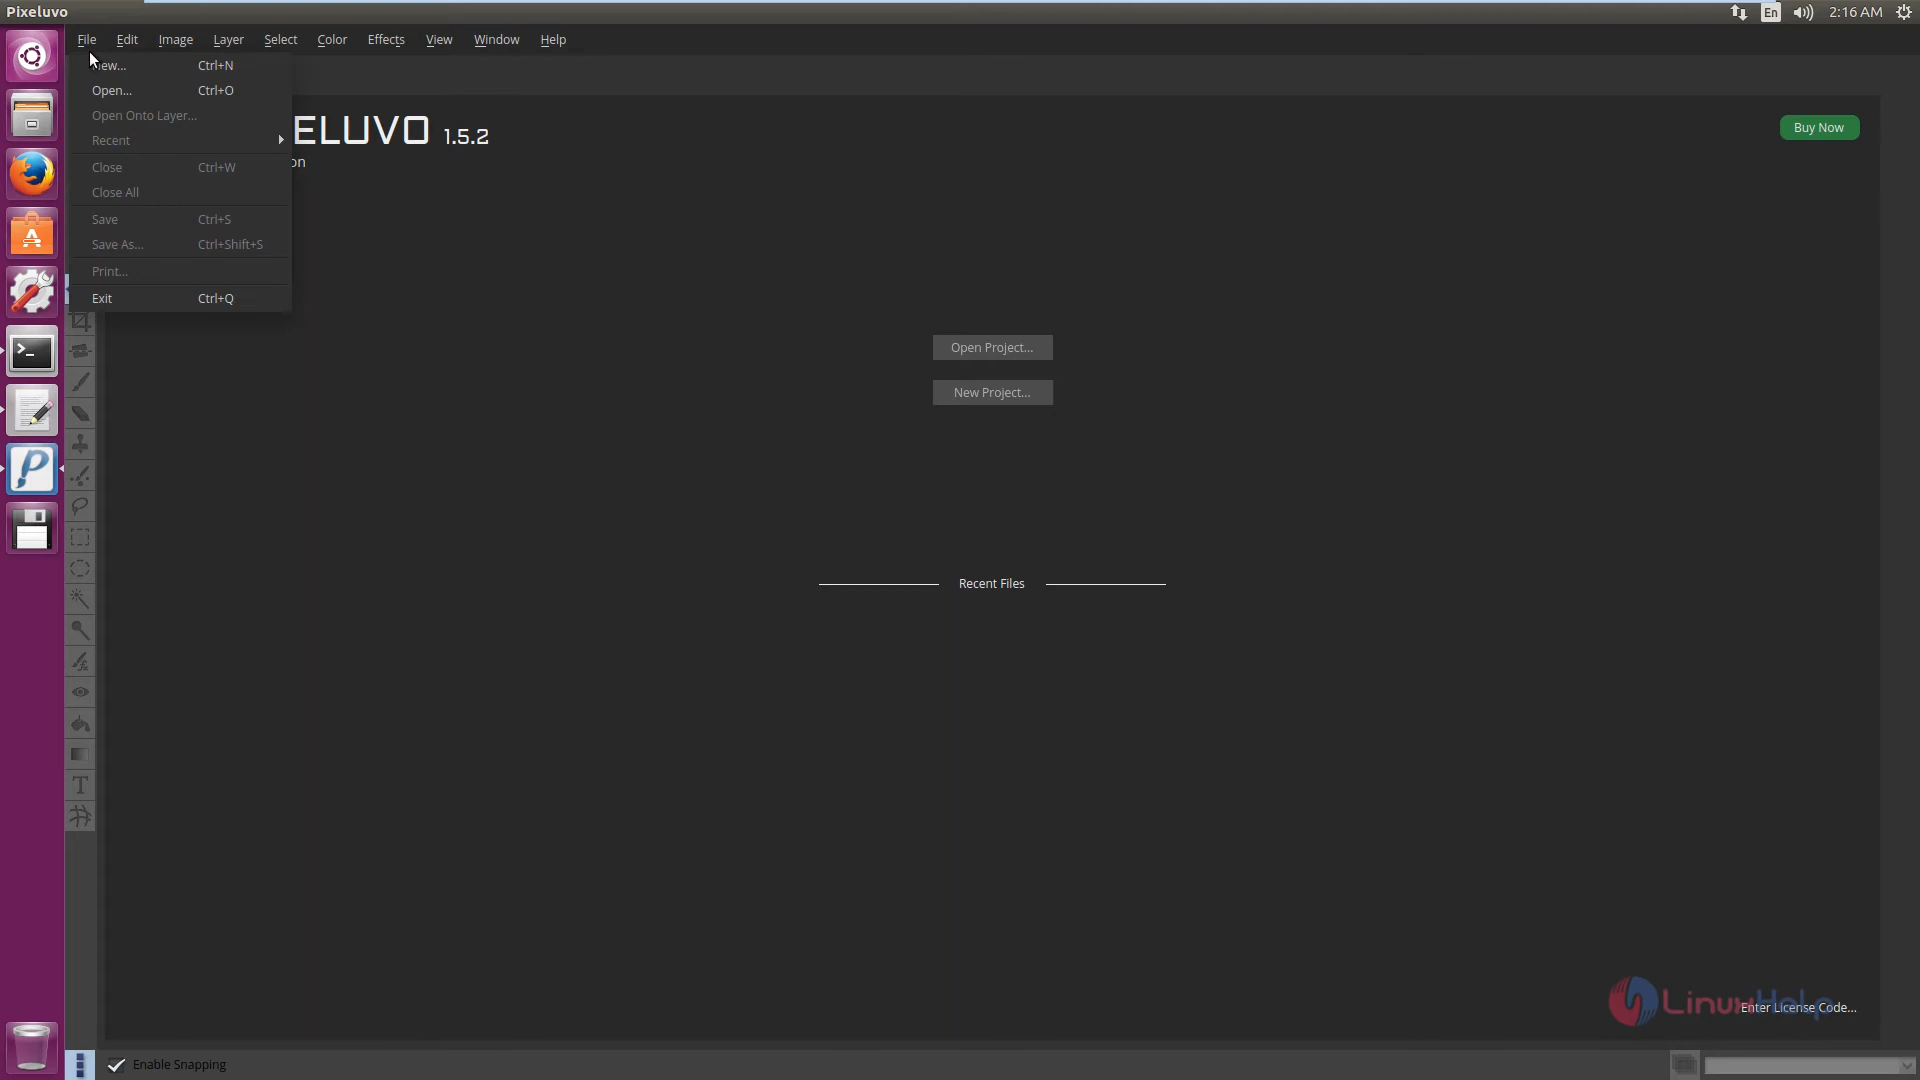 Pixeluvo
En
2:16 AM
File Edit Image Layer Select Color Effects View Window Help
Ctrl+N
Open... Ctrl+O
Open Onto Layer...
Recent
Close Ctrl+W
Close All
Save Ctrl+S
Save As... Ctrl+Shift+S
Print...
Exit Ctrl+Q
ELUVO 1.5.2
on
Buy Now
Open Project...
New Project...
Recent Files
LinuxHelp
Enter License Code...
Enable Snapping